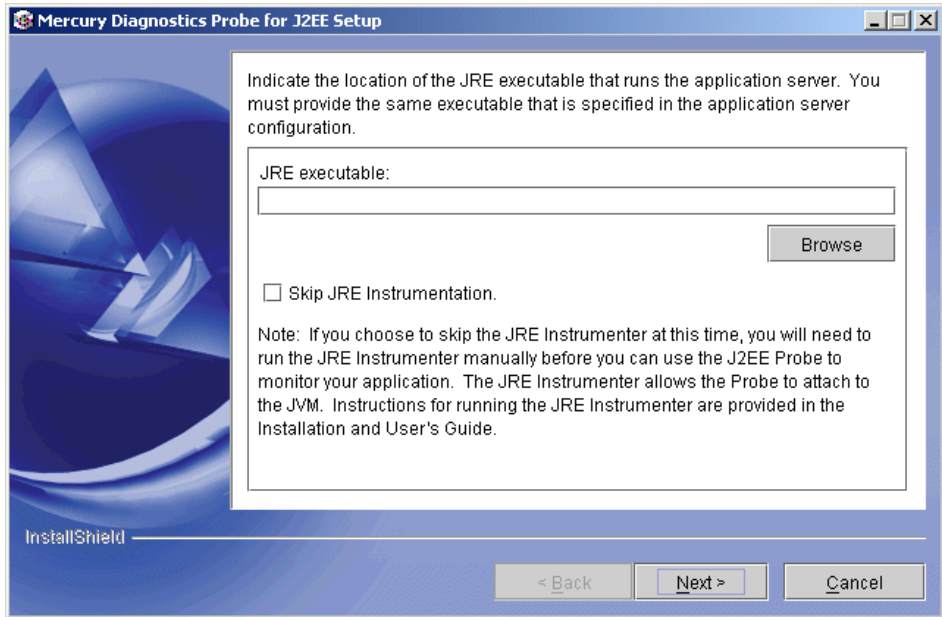 Mercury Diagnostics Probe for J2EE Setup
Indicate the location of the JRE executable that runs the application server. You
must provide the same executable that is specified in the application server
configuration.
JRE executable:
Browse
Skip JRE Instrumentation.
Note: If you choose to skip the JRE Instrumenter at this time, you will need to
run the JRE Instrumenter manually before you can use the J2EE Probe to
monitor your application. The JRE Instrumenter allows the Probe to attach to
the JVM. Instructions for running the JRE Instrumenter are provided in the
Installation and User's Guide.
InstallShield
< Back
Next >
Cancel